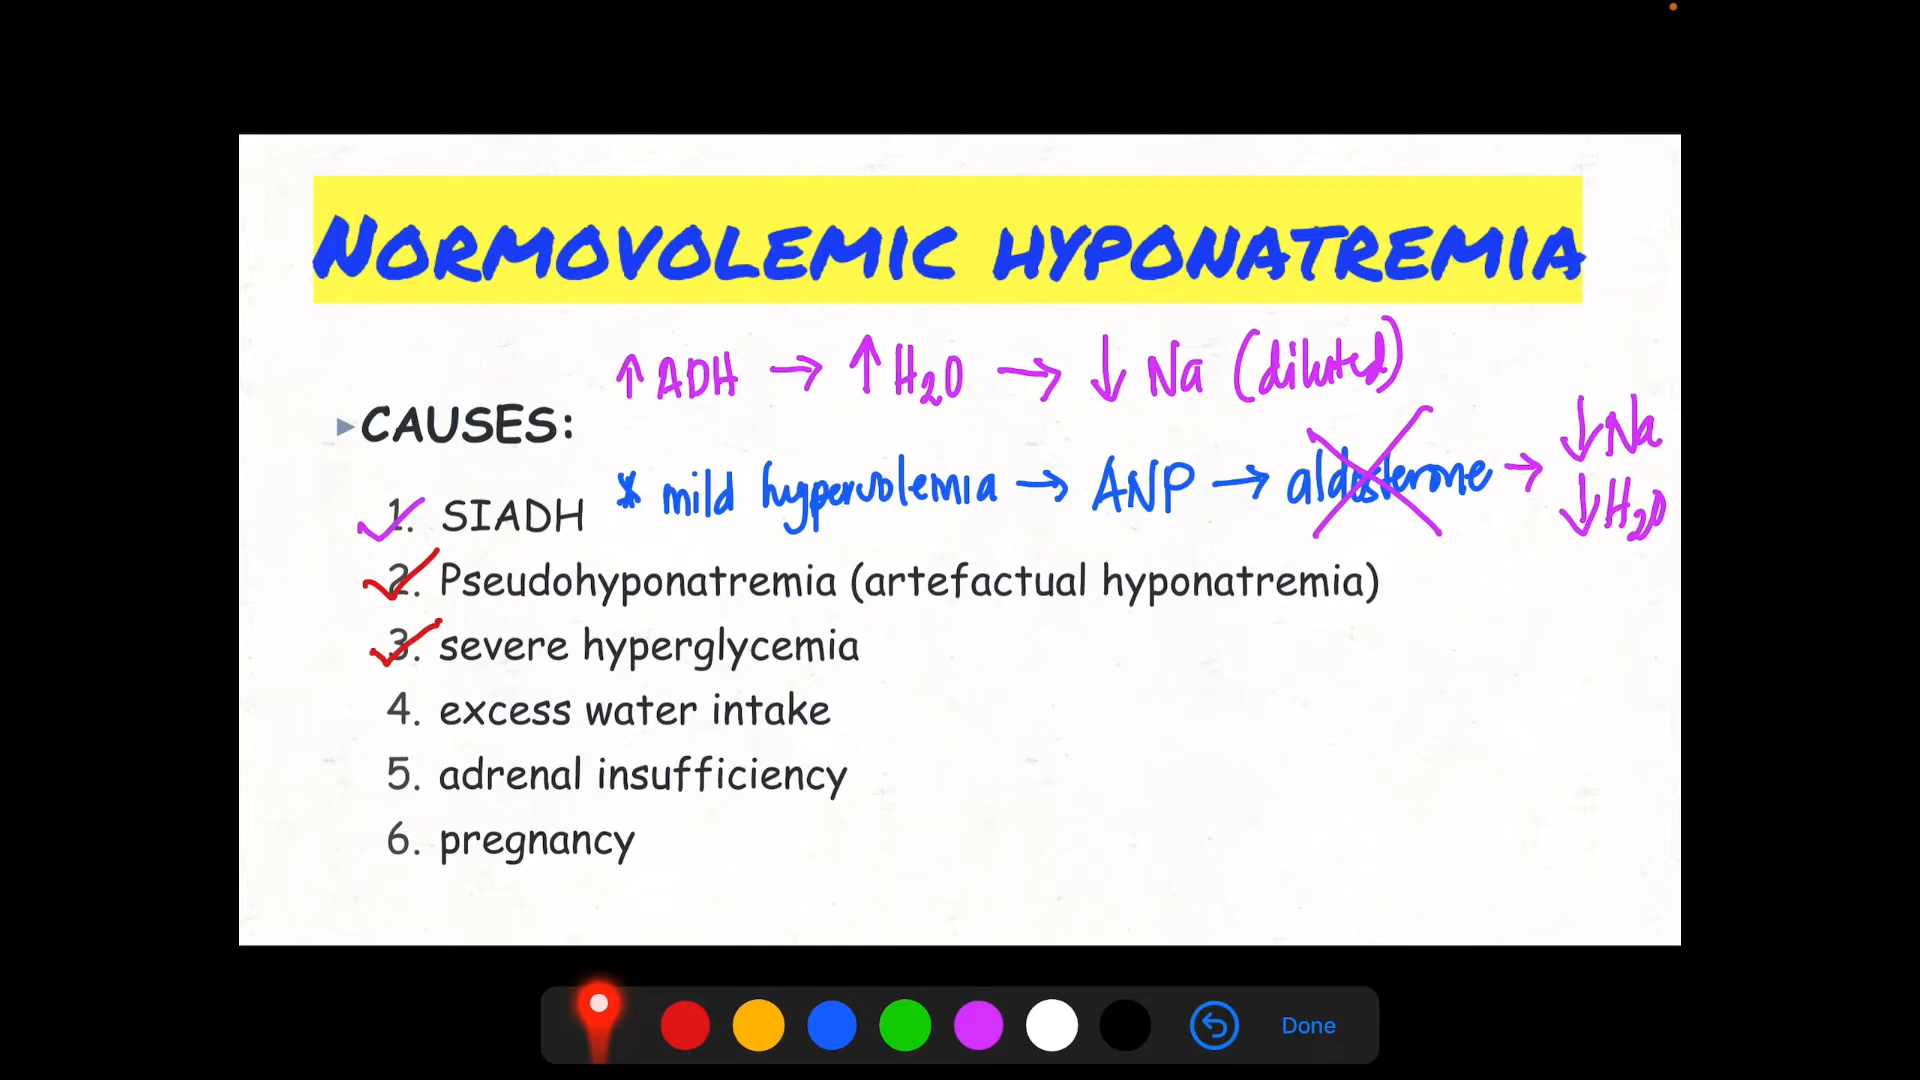 NORMOVOLEMIC HYPONATREMIA
↑ ADH → ↑ H₂O → ↓ Na (diluted)
▸CAUSES:
* mild hypervolemia → ANP → aldosterone → ↓ Na ↓ H₂O
1. SIADH
2. Pseudohyponatremia (artefactual hyponatremia)
3. severe hyperglycemia
4. excess water intake
5. adrenal insufficiency
6. pregnancy
Done